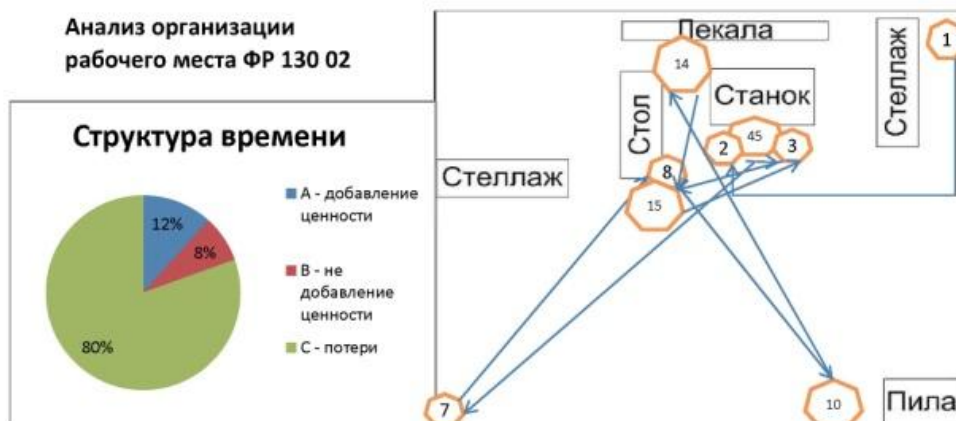 Анализ организации
рабочего места ФР 130 02
Структура времени
12%
8%
80%
А - добавление
ценности
В - не
добавление
ценности
С - потери
Лекала
14
Стол
Станок
45
2
3
8
15
Стеллаж
Стеллаж
1
7
10
Пила